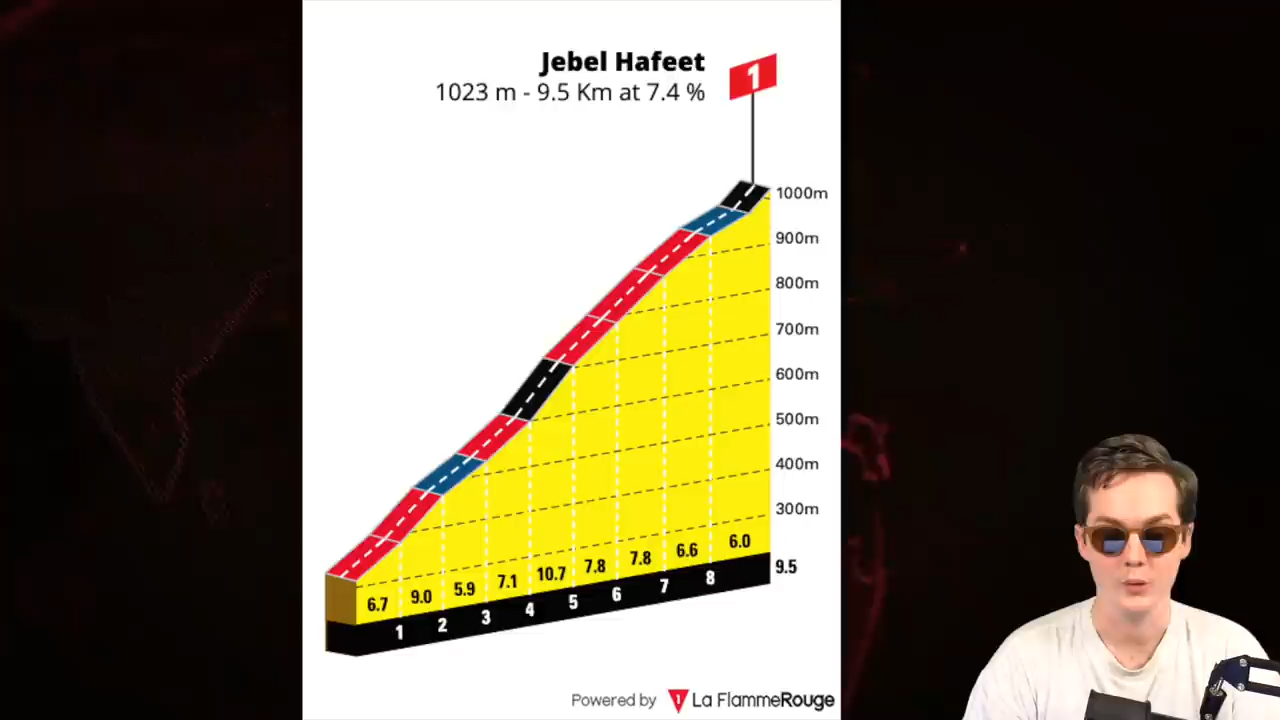 Jebel Hafeet
1023 m - 9.5 Km at 7.4 %
1
1000m
900m
800m
700m
600m
500m
400m
300m
6.7 9.0 5.9 7.1 10.7 7.8 7.8 6.6 6.0
1 2 3 4 5 6 7 8 9.5
Powered by 1 La FlammeRouge